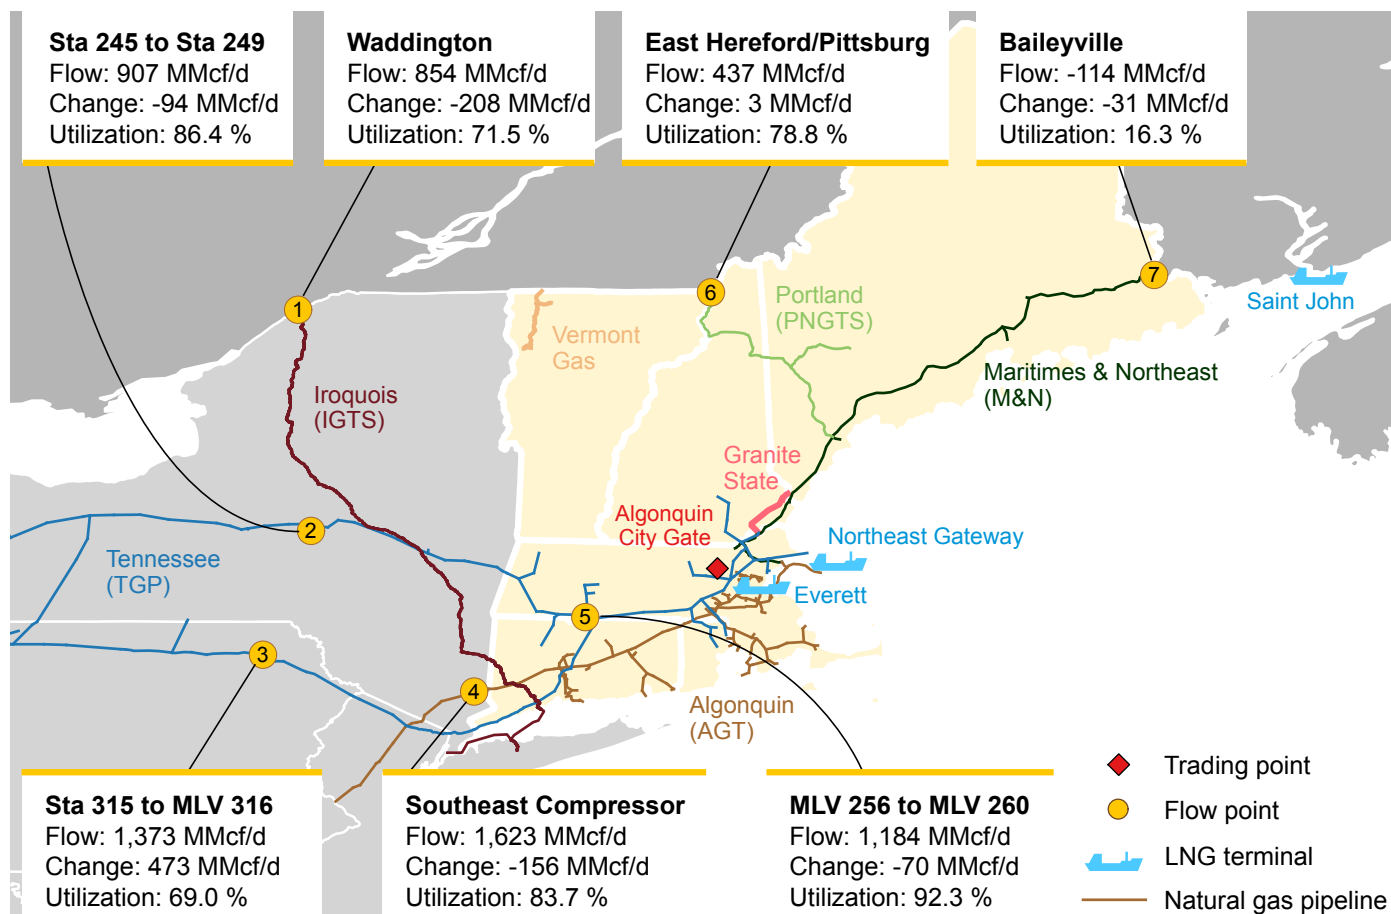 Sta 245 to Sta 249
Flow: 907 MMcf/d
Change: -94 MMcf/d
Utilization: 86.4 %
Waddington
Flow: 854 MMcf/d
Change: -208 MMcf/d
Utilization: 71.5 %
East Hereford/Pittsburg
Flow: 437 MMcf/d
Change: 3 MMcf/d
Utilization: 78.8 %
Baileyville
Flow: -114 MMcf/d
Change: -31 MMcf/d
Utilization: 16.3 %
1
6
7
Saint John
Portland
(PNGTS)
Vermont
Gas
Maritimes & Northeast
(M&N)
Iroquois
(IGTS)
Granite
State
Algonquin
City Gate
2
Northeast Gateway
Tennessee
(TGP)
Everett
5
3
4
Algonquin
(AGT)
Sta 315 to MLV 316
Flow: 1,373 MMcf/d
Change: 473 MMcf/d
Utilization: 69.0 %
Southeast Compressor
Flow: 1,623 MMcf/d
Change: -156 MMcf/d
Utilization: 83.7 %
MLV 256 to MLV 260
Flow: 1,184 MMcf/d
Change: -70 MMcf/d
Utilization: 92.3 %
Trading point
Flow point
LNG terminal
Natural gas pipeline